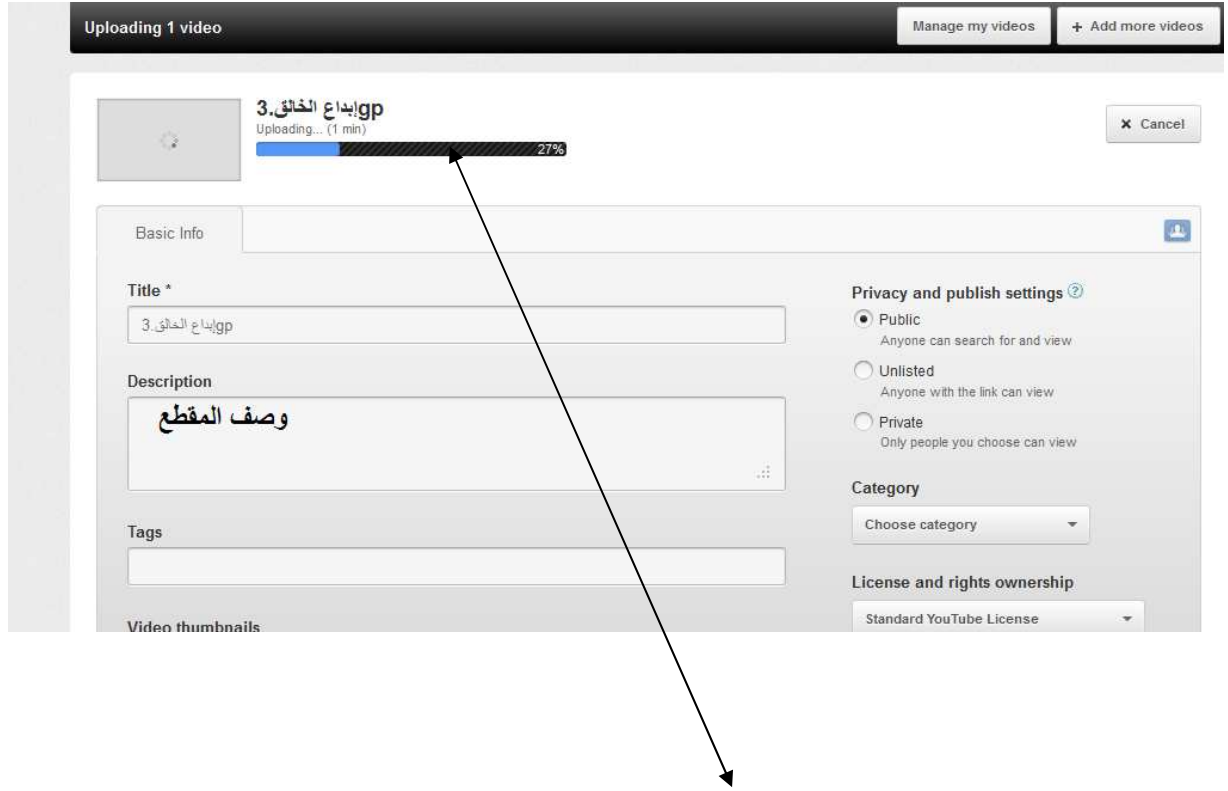 Uploading 1 video
Manage my videos
+ Add more videos
إبداع الخالق.3gp
Uploading... (1 min)
27%
× Cancel
Basic Info
Title *
إبداع الخالق.3gp
Description
وصف المقطع
Tags
Video thumbnails
Privacy and publish settings ?
Public
Anyone can search for and view
Unlisted
Anyone with the link can view
Private
Only people you choose can view
Category
Choose category
License and rights ownership
Standard YouTube License